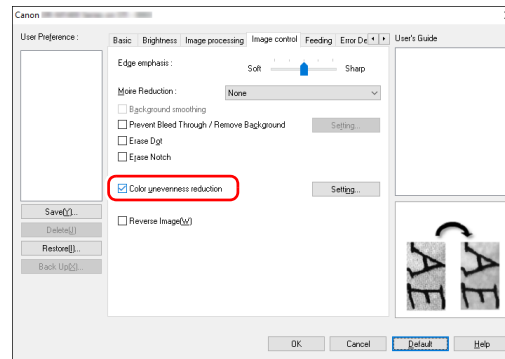 Canon
User Preference :
Basic Brightness Image processing Image control Feeding Error De
User's Guide
Edge emphasis :
Soft
Sharp
Moire Reduction :
None
Background smoothing
Prevent Bleed Through / Remove Background
Setting...
Erase Dot
Erase Notch
Color unevenness reduction
Setting...
Reverse Image(W)
Save(Y)...
Delete(J)
Restore(I)...
Back Up(X)...
AE
AE
OK
Cancel
Default
Help